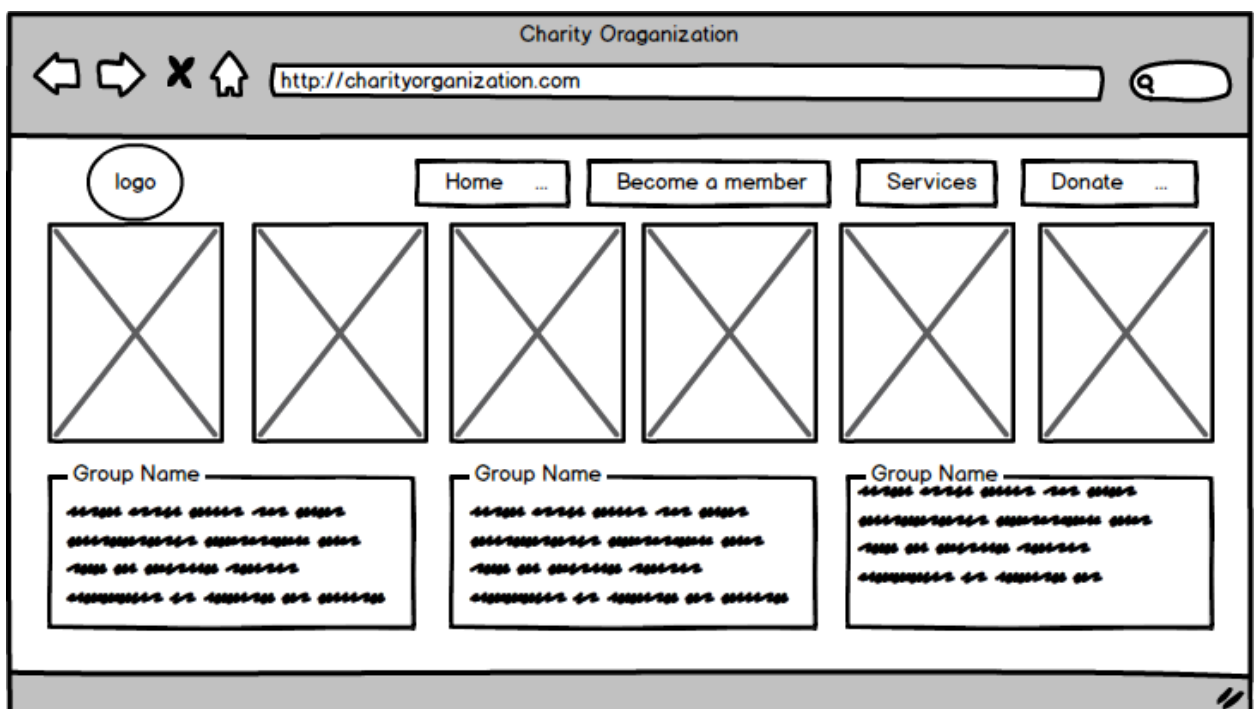 Charity Oraganization
http://charityorganization.com
logo
Home ...
Become a member
Services
Donate ...
Group Name
Group Name
Group Name